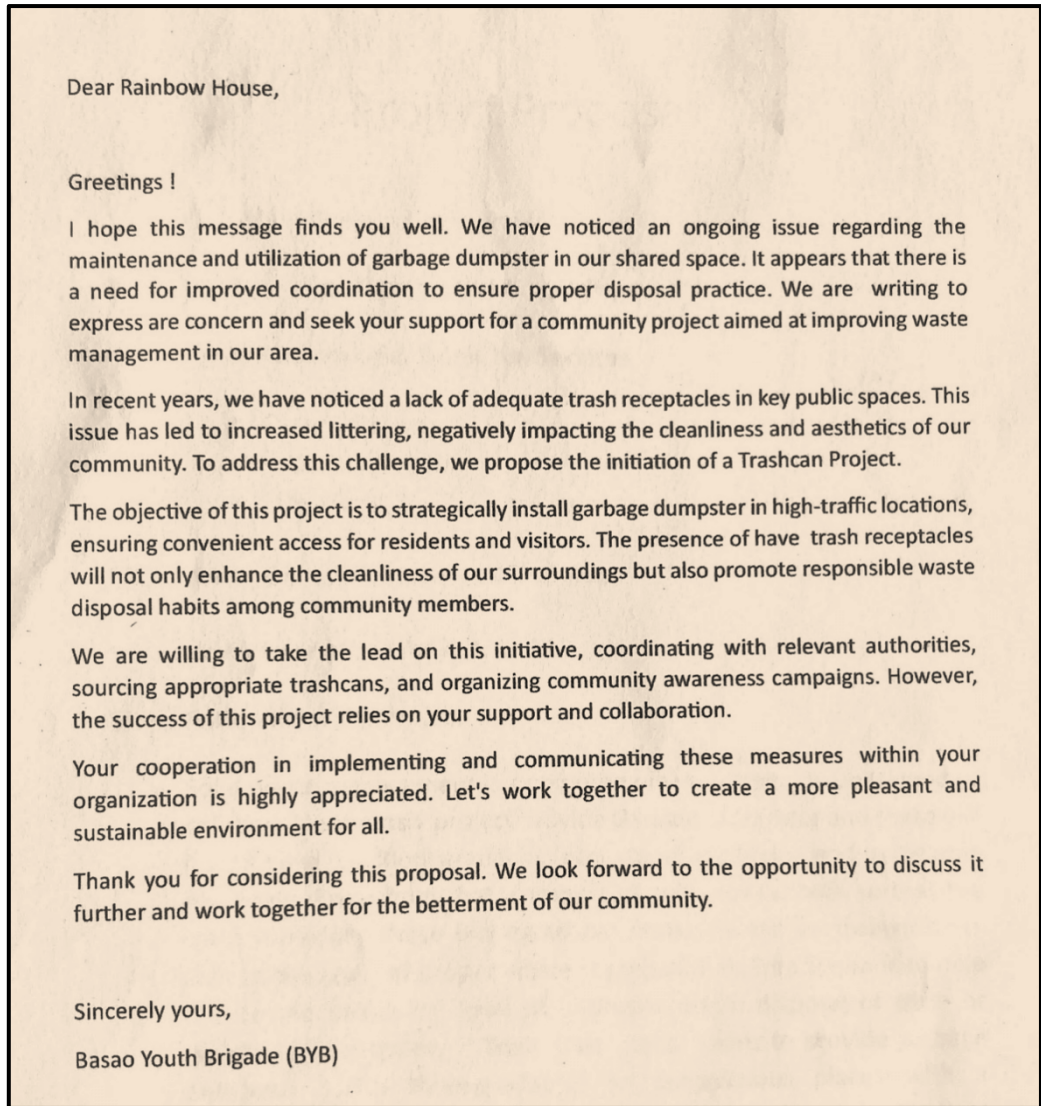 Dear Rainbow House,
Greetings !
I hope this message finds you well. We have noticed an ongoing issue regarding the
maintenance and utilization of garbage dumpster in our shared space. It appears that there is
a need for improved coordination to ensure proper disposal practice. We are writing to
express are concern and seek your support for a community project aimed at improving waste
management in our area.
In recent years, we have noticed a lack of adequate trash receptacles in key public spaces. This
issue has led to increased littering, negatively impacting the cleanliness and aesthetics of our
community. To address this challenge, we propose the initiation of a Trashcan Project.
The objective of this project is to strategically install garbage dumpster in high-traffic locations,
ensuring convenient access for residents and visitors. The presence of have trash receptacles
will not only enhance the cleanliness of our surroundings but also promote responsible waste
disposal habits among community members.
We are willing to take the lead on this initiative, coordinating with relevant authorities,
sourcing appropriate trashcans, and organizing community awareness campaigns. However,
the success of this project relies on your support and collaboration.
Your cooperation in implementing and communicating these measures within your
organization is highly appreciated. Let's work together to create a more pleasant and
sustainable environment for all.
Thank you for considering this proposal. We look forward to the opportunity to discuss it
further and work together for the betterment of our community.
Sincerely yours,
Basao Youth Brigade (BYB)